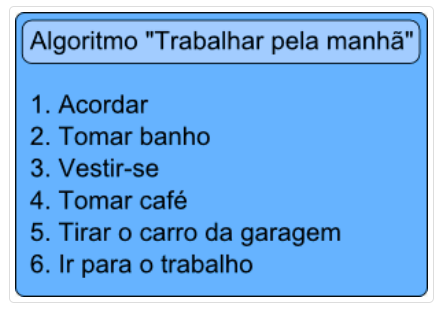 Algoritmo "Trabalhar pela manhã"
1. Acordar
2. Tomar banho
3. Vestir-se
4. Tomar café
5. Tirar o carro da garagem
6. Ir para o trabalho